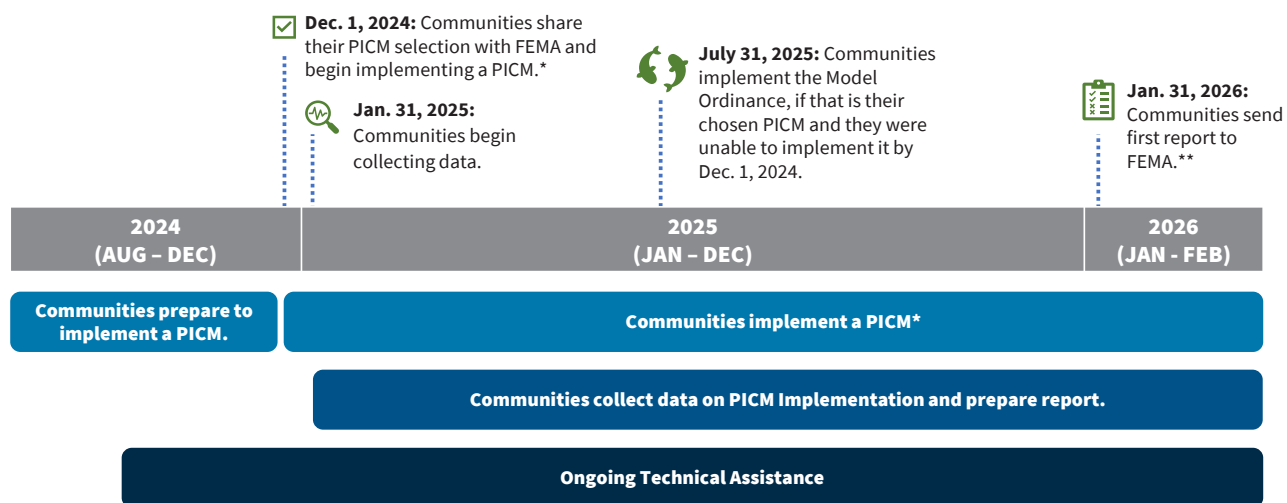 Dec. 1, 2024: Communities share
their PICM selection with FEMA and
begin implementing a PICM.*
Jan. 31, 2025:
Communities begin
collecting data.
July 31, 2025: Communities
implement the Model
Ordinance, if that is their
chosen PICM and they were
unable to implement it by
Dec. 1, 2024.
Jan. 31, 2026:
Communities send
first report to
FEMA.**
2024
(AUG – DEC)
2025
(JAN – DEC)
2026
(JAN - FEB)
Communities prepare to
implement a PICM.
Communities implement a PICM*
Communities collect data on PICM Implementation and prepare report.
Ongoing Technical Assistance